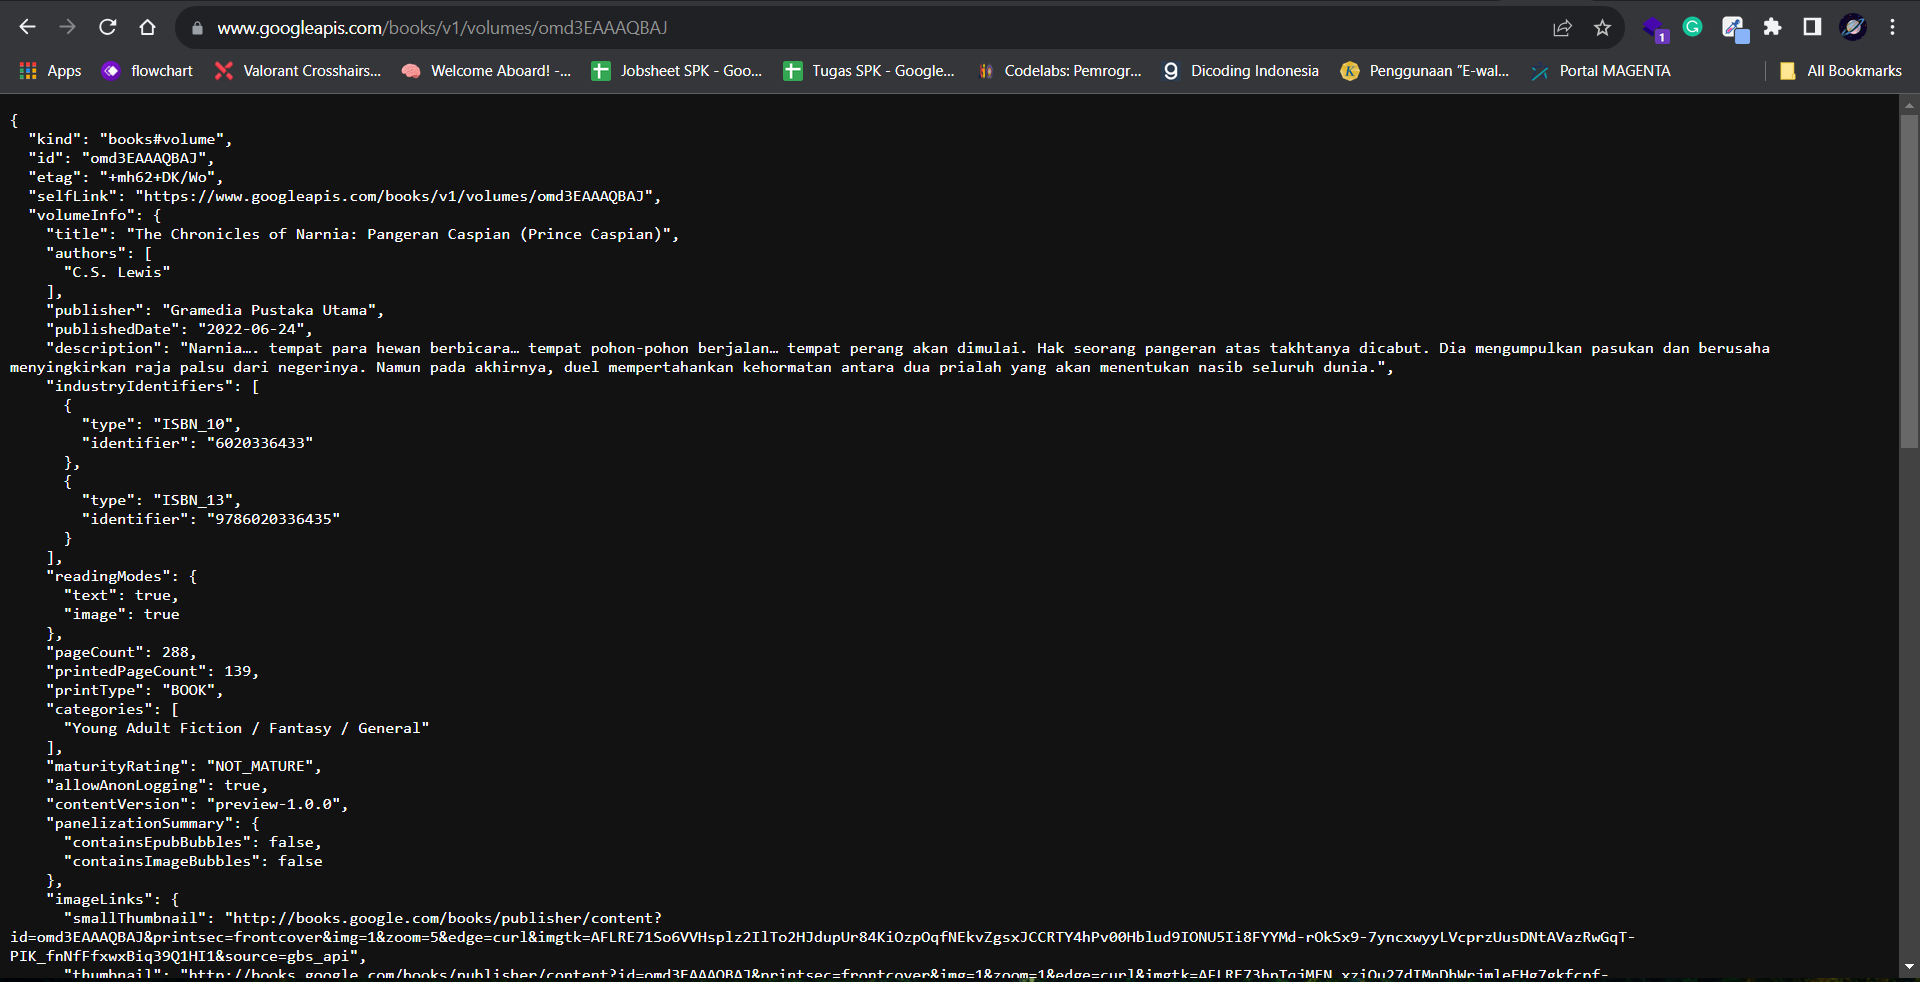 www.googleapis.com/books/v1/volumes/omd3EAAAQBAJ
1
Apps flowchart Valorant Crosshairs... Welcome Aboard! -... Jobsheet SPK - Goo... Tugas SPK - Google... Codelabs: Pemrogr... Dicoding Indonesia Penggunaan "E-wal... Portal MAGENTA All Bookmarks
{
"kind": "books#volume",
"id": "omd3EAAAQBAJ",
"etag": "+mh62+DK/Wo",
"selfLink": "https://www.googleapis.com/books/v1/volumes/omd3EAAAQBAJ",
"volumeInfo": {
"title": "The Chronicles of Narnia: Pangeran Caspian (Prince Caspian)",
"authors": [
"C.S. Lewis"
],
"publisher": "Gramedia Pustaka Utama",
"publishedDate": "2022-06-24",
"description": "Narnia…. tempat para hewan berbicara… tempat pohon-pohon berjalan… tempat perang akan dimulai. Hak seorang pangeran atas takhtanya dicabut. Dia mengumpulkan pasukan dan berusaha
menyingkirkan raja palsu dari negerinya. Namun pada akhirnya, duel mempertahankan kehormatan antara dua prialah yang akan menentukan nasib seluruh dunia.",
"industryIdentifiers": [
{
"type": "ISBN_10",
"identifier": "6020336433"
},
{
"type": "ISBN_13",
"identifier": "9786020336435"
}
],
"readingModes": {
"text": true,
"image": true
},
"pageCount": 288,
"printedPageCount": 139,
"printType": "BOOK",
"categories": [
"Young Adult Fiction / Fantasy / General"
],
"maturityRating": "NOT_MATURE",
"allowAnonLogging": true,
"contentVersion": "preview-1.0.0",
"panelizationSummary": {
"containsEpubBubbles": false,
"containsImageBubbles": false
},
"imageLinks": {
"smallThumbnail": "http://books.google.com/books/publisher/content?
id=omd3EAAAQBAJ&printsec=frontcover&img=1&zoom=5&edge=curl&imgtk=AFLRE71So6VVHsplz2IlTo2HJdupUr84KiOzpOqfNEkvZgsxJCCRTY4hPv00Hblud9IONU5Ii8FYYMd-rOkSx9-7yncxwyyLVcprzUusDNtAVazRwGqT-
PIK_fnNfFfxwxBiq39Q1HI1&source=gbs_api",
"thumbnail": "http://books.google.com/books/publisher/content?id=omd3EAAAQBAJ&printsec=frontcover&img=1&zoom=1&edge=curl&imgtk=